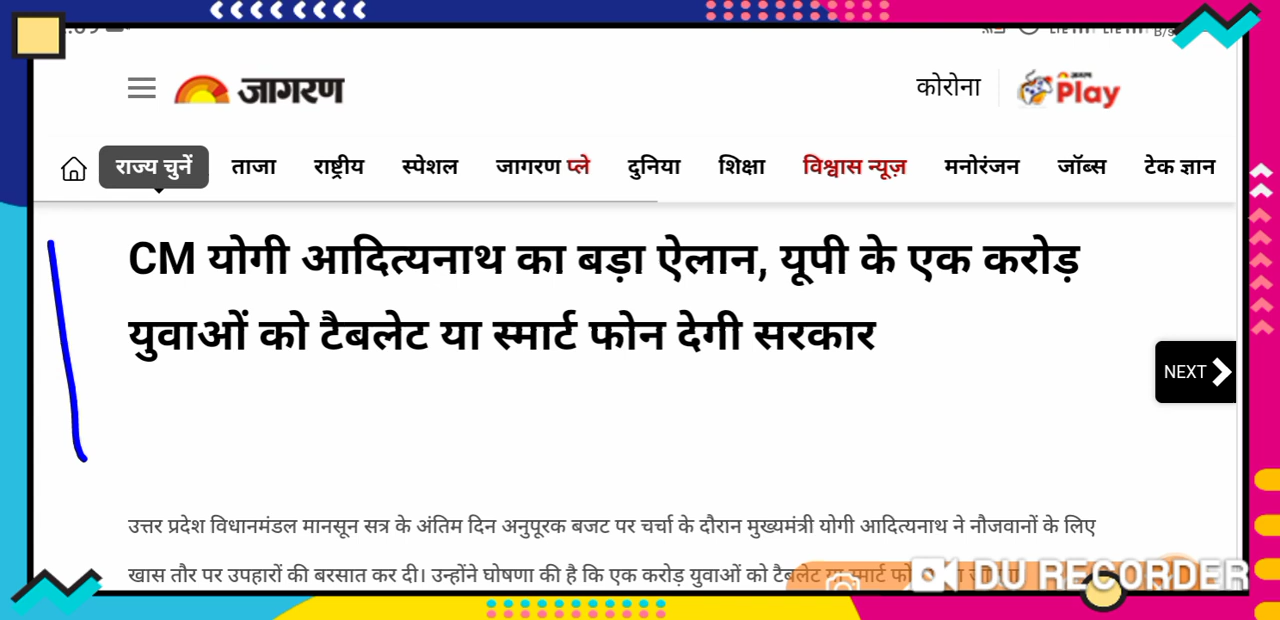 जागरण
कोरोना
जागरण Play
राज्य चुनें ताजा राष्ट्रीय स्पेशल जागरण प्ले दुनिया शिक्षा विश्वास न्यूज़ मनोरंजन जॉब्स टेक ज्ञान
CM योगी आदित्यनाथ का बड़ा ऐलान, यूपी के एक करोड़
युवाओं को टैबलेट या स्मार्ट फोन देगी सरकार
NEXT
उत्तर प्रदेश विधानमंडल मानसून सत्र के अंतिम दिन अनुपूरक बजट पर चर्चा के दौरान मुख्यमंत्री योगी आदित्यनाथ ने नौजवानों के लिए
खास तौर पर उपहारों की बरसात कर दी। उन्होंने घोषणा की है कि एक करोड़ युवाओं को टैबलेट या स्मार्ट
DU RECORDER